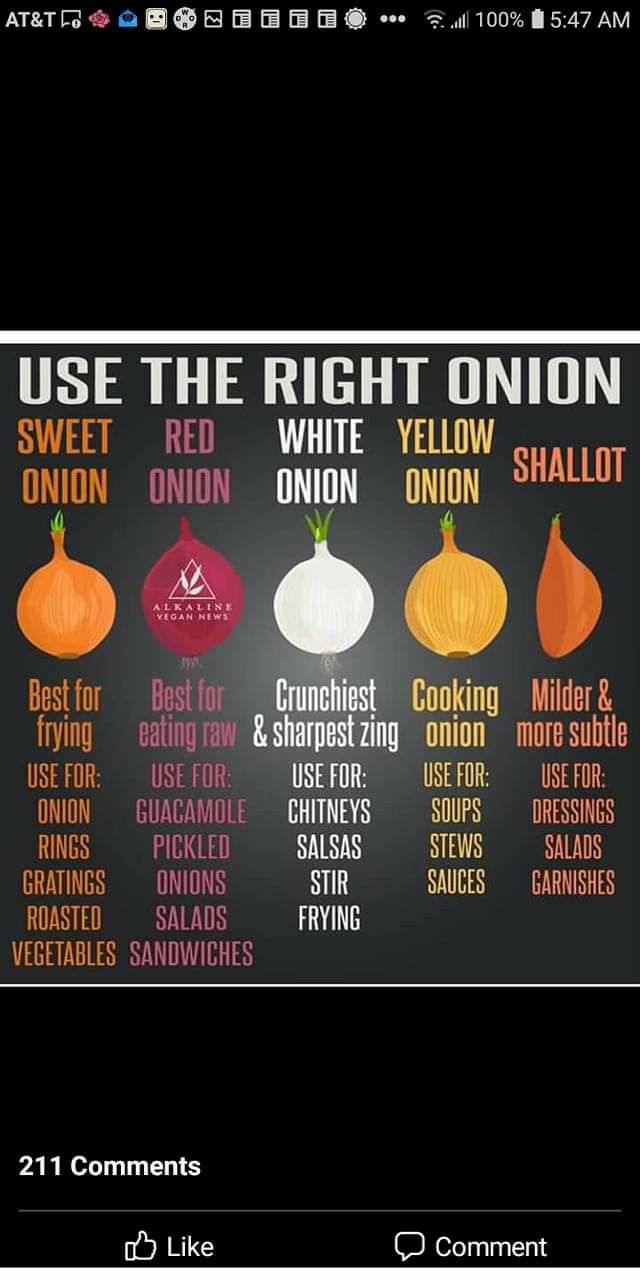 AT&T 100% 5:47 AM
USE THE RIGHT ONION
SWEET ONION
RED ONION
WHITE ONION
YELLOW ONION
SHALLOT
ALKALINE
VEGAN NEWS
Best for
frying
USE FOR:
ONION
RINGS
GRATINGS
ROASTED
VEGETABLES
Best for
eating raw
USE FOR:
GUACAMOLE
PICKLED
ONIONS
SALADS
SANDWICHES
Crunchiest
& sharpest zing
USE FOR:
CHITNEYS
SALSAS
STIR
FRYING
Cooking
onion
USE FOR:
SOUPS
STEWS
SAUCES
Milder &
more subtle
USE FOR:
DRESSINGS
SALADS
GARNISHES
211 Comments
Like Comment